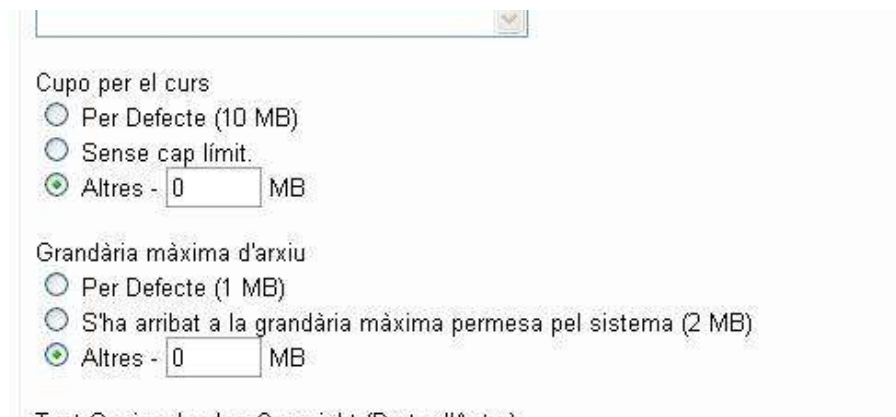 Cupo per el curs
Per Defecte (10 MB)
Sense cap límit.
Altres - 0 MB
Grandària màxima d'arxiu
Per Defecte (1 MB)
S'ha arribat a la grandària màxima permesa pel sistema (2 MB)
Altres - 0 MB